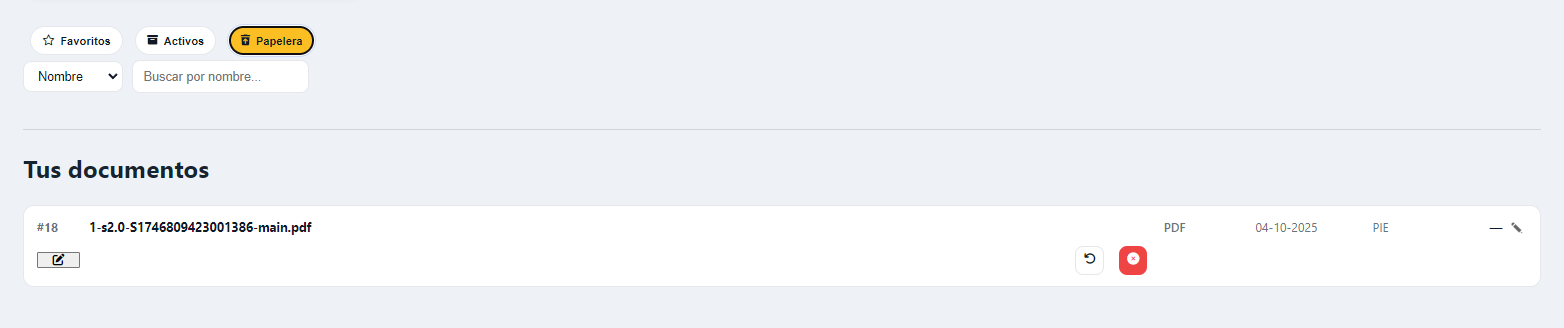 Favoritos Activos Papelera
Nombre Buscar por nombre...
Tus documentos
#18 1-s2.0-S1746809423001386-main.pdf PDF 04-10-2025 PIE —